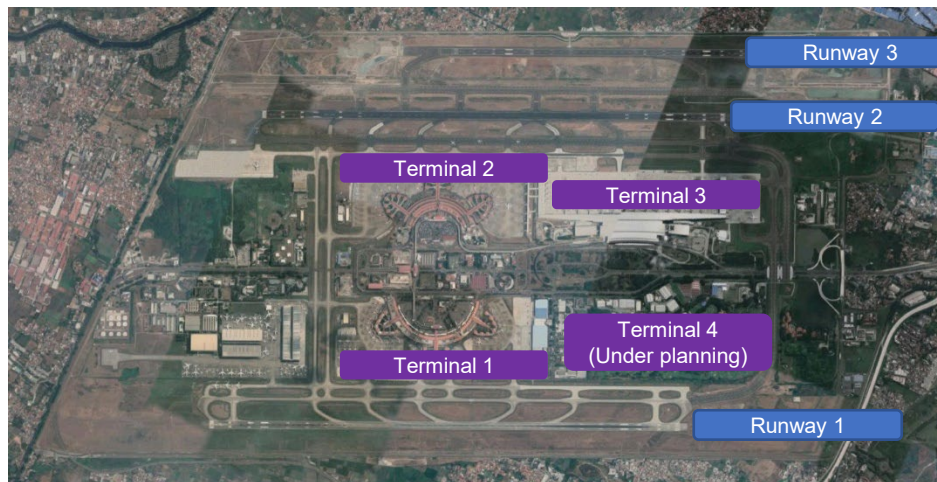 Runway 3
Runway 2
Terminal 2
Terminal 3
Terminal 4
(Under planning)
Terminal 1
Runway 1